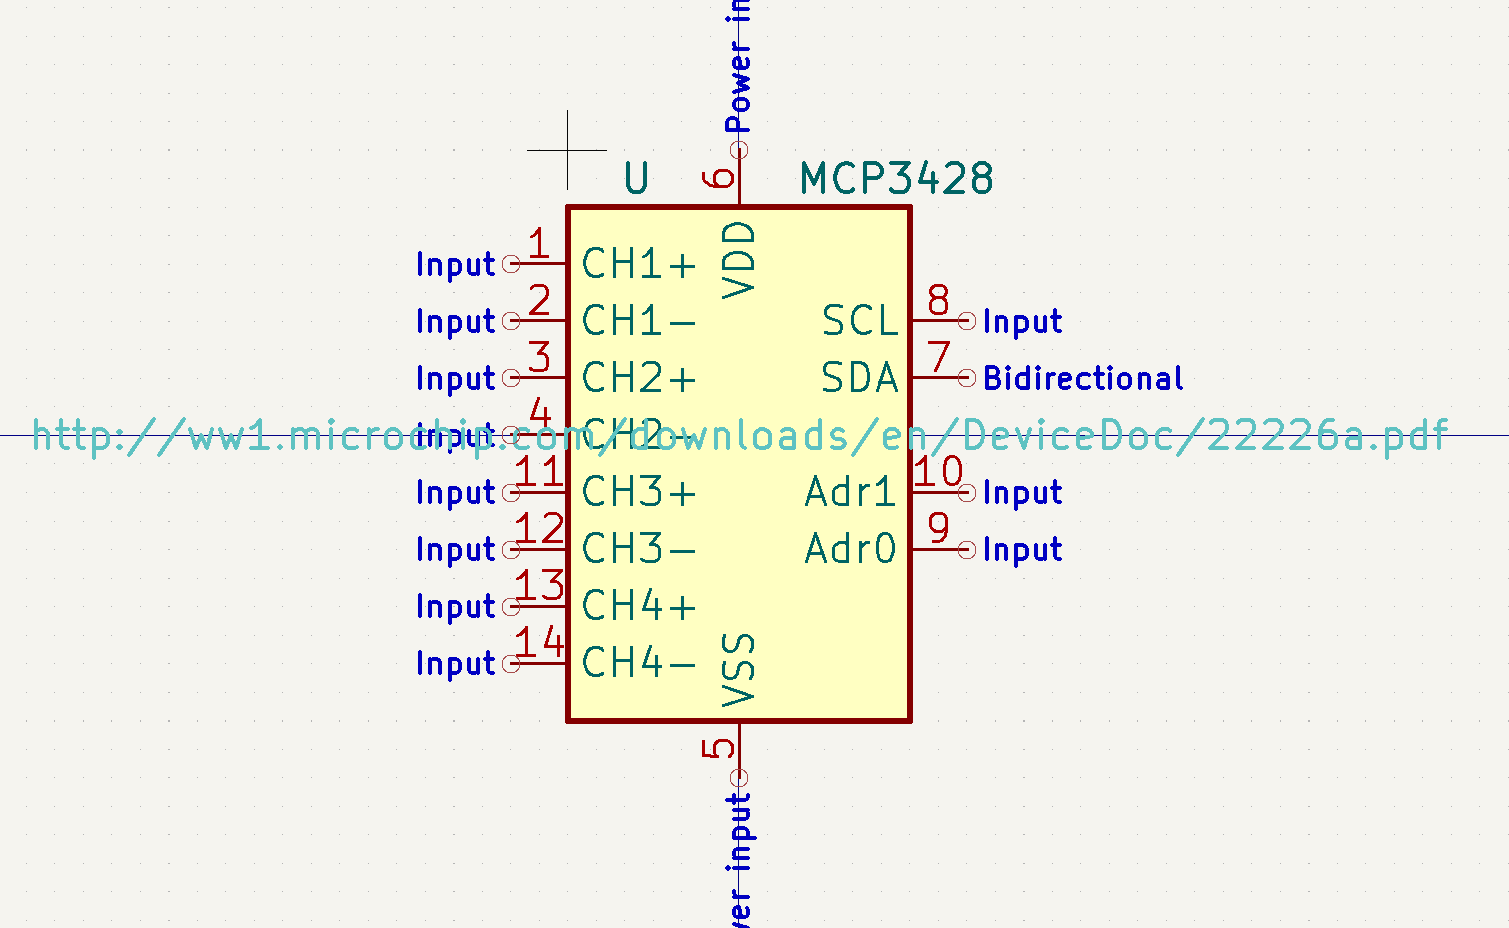 Power in
6
U
MCP3428
VDD
Input 1 CH1+
Input 2 CH1-
SCL 8 Input
Input 3 CH2+
SDA 7 Bidirectional
Input 4 CH2-
http://ww1.microchip.com/downloads/en/DeviceDoc/22226a.pdf
Input 11 CH3+
Adr1 10 Input
Input 12 CH3-
Adr0 9 Input
Input 13 CH4+
Input 14 CH4-
VSS
5
wer input